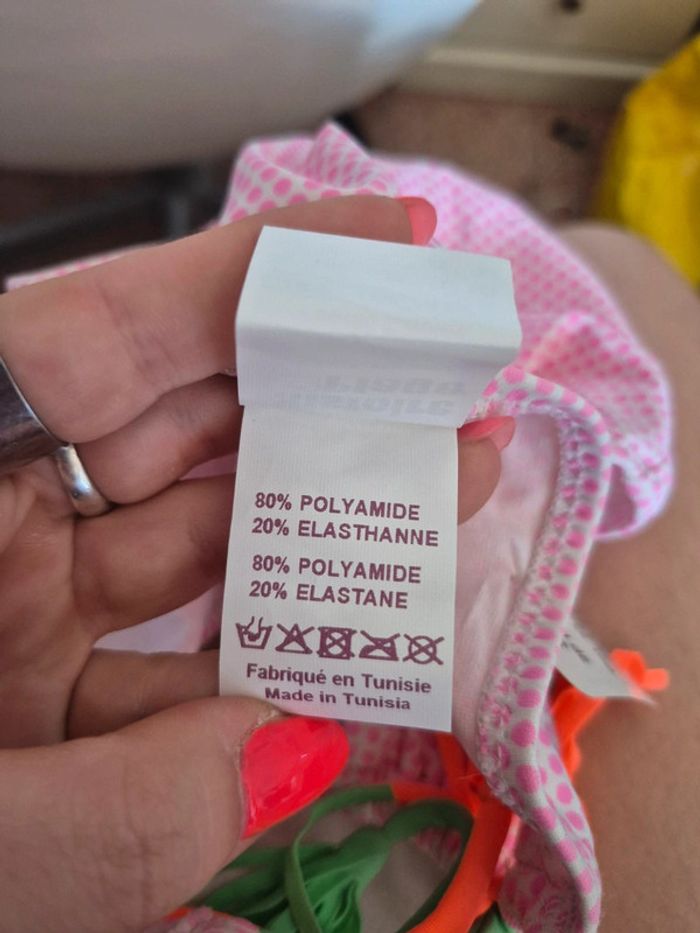 80% POLYAMIDE
20% ELASTHANNE
80% POLYAMIDE
20% ELASTANE
Fabriqué en Tunisie
Made in Tunisia